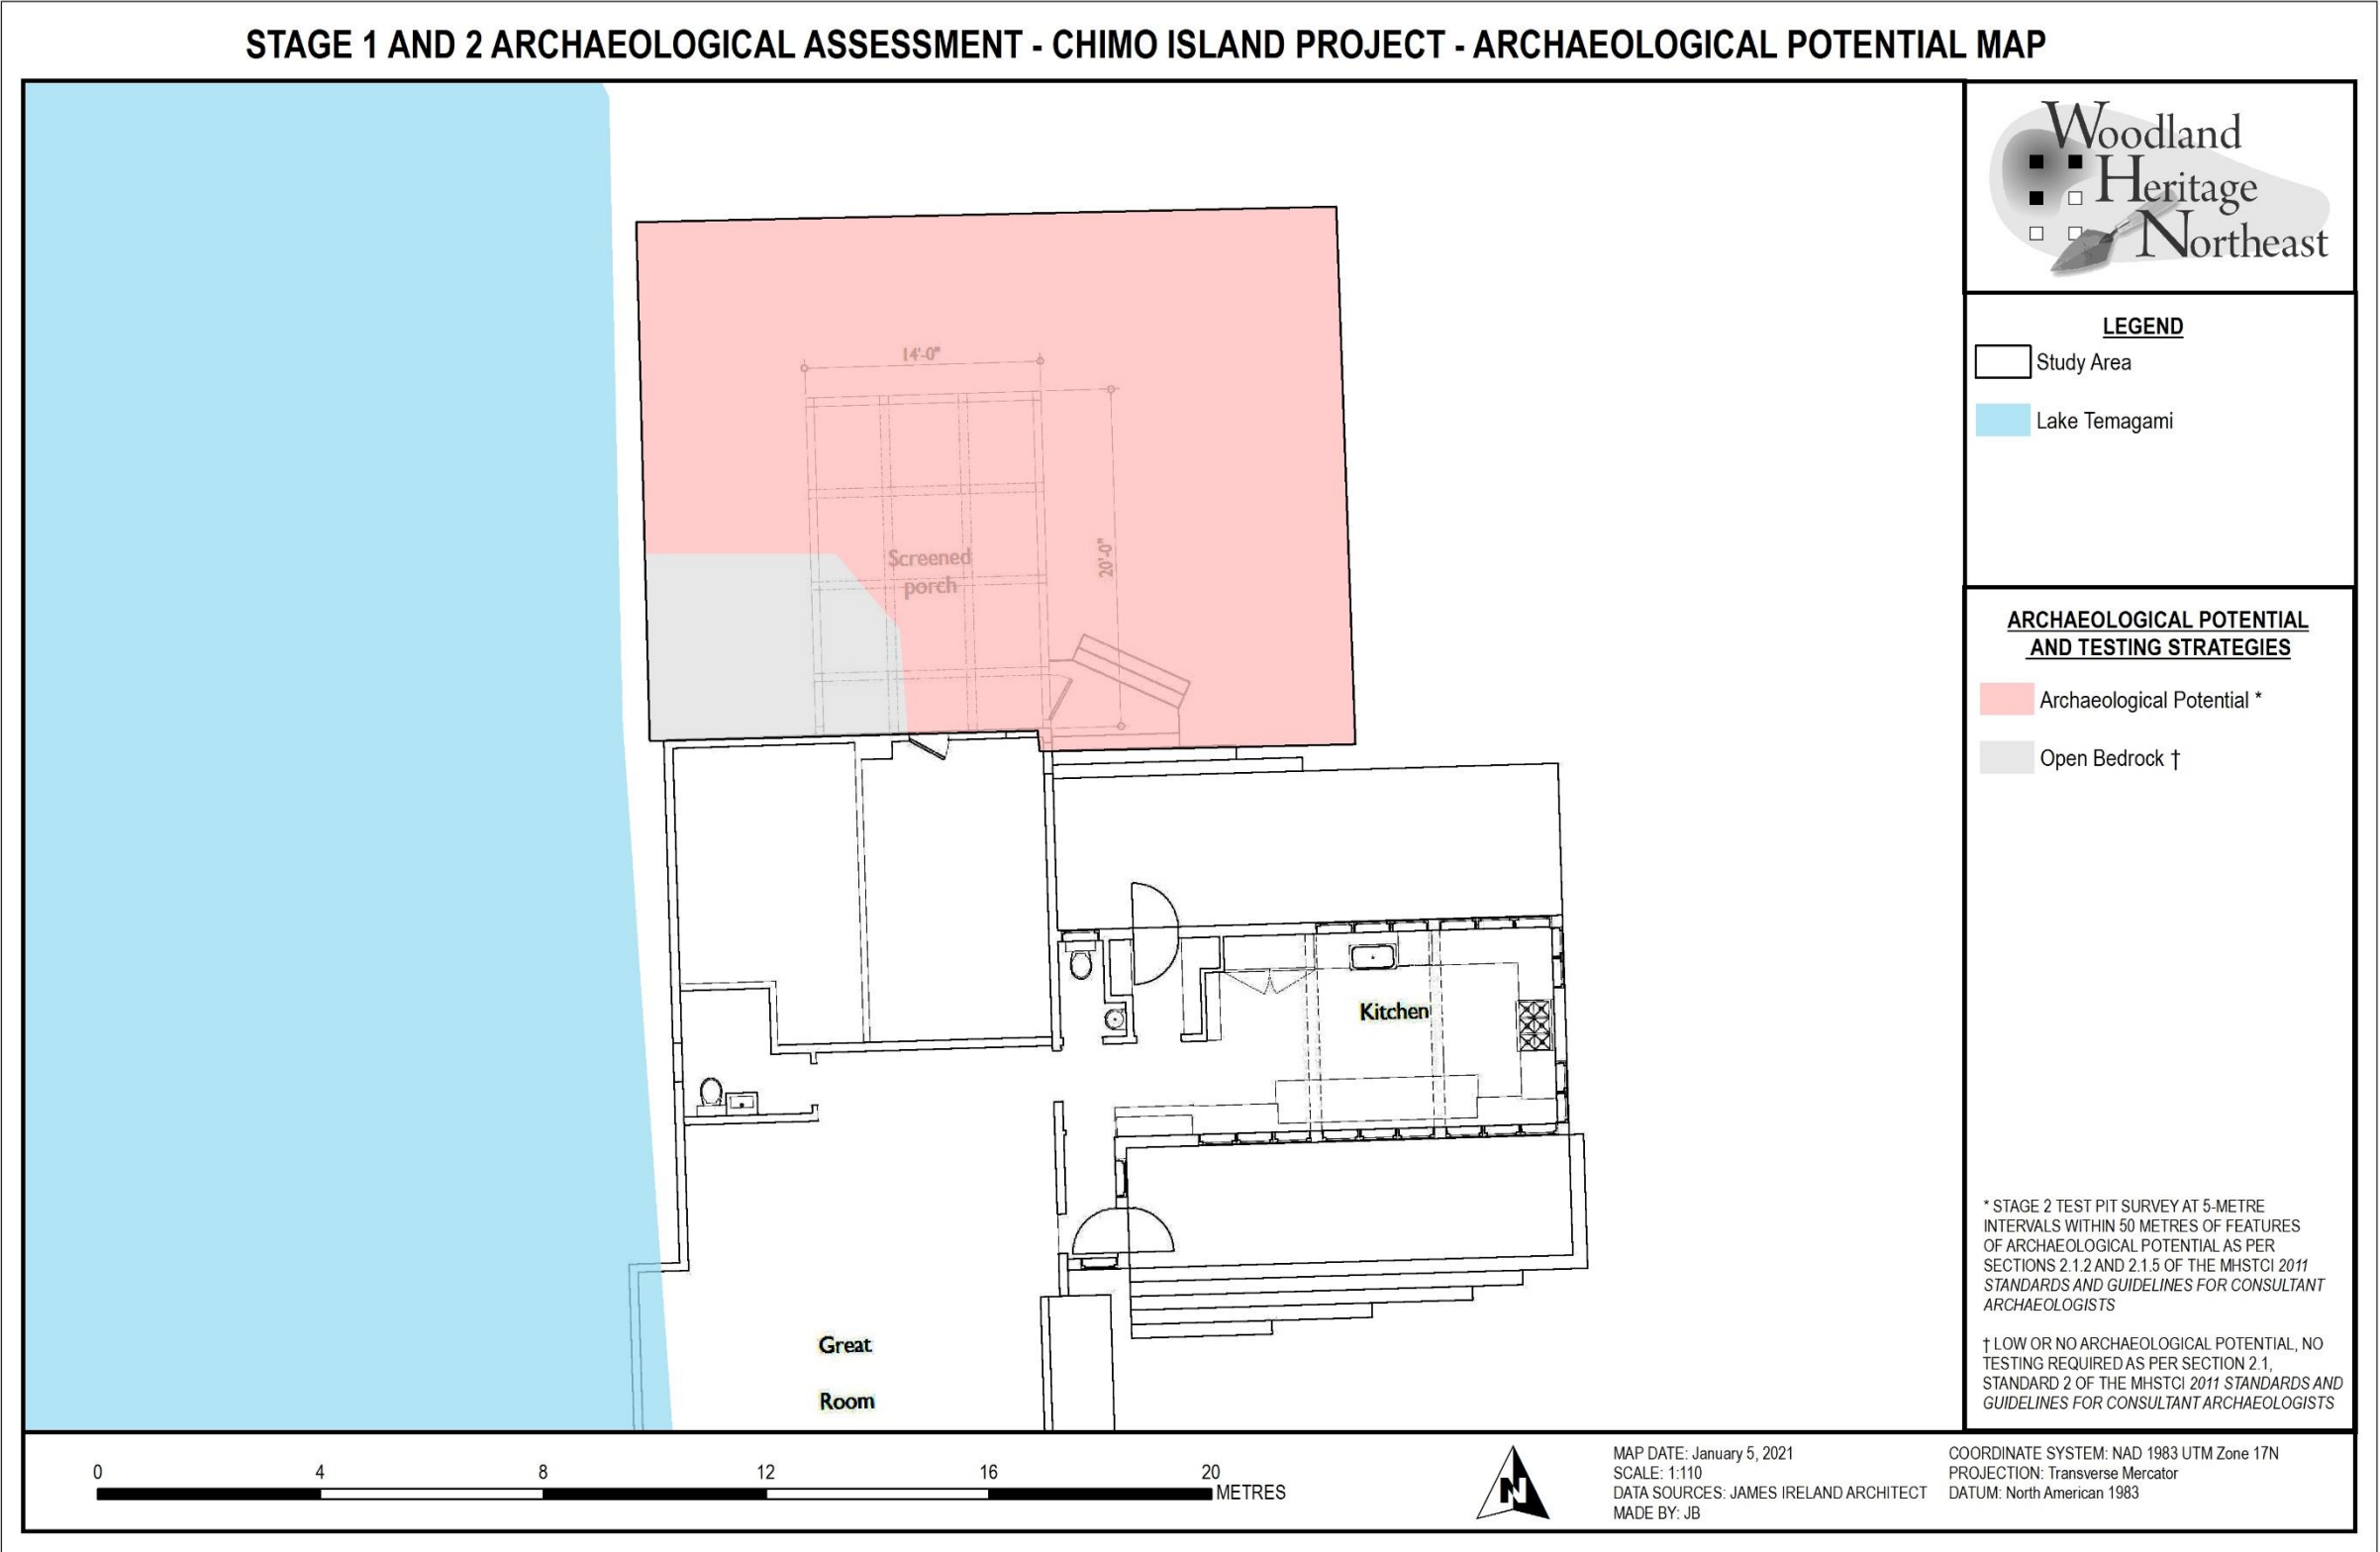 STAGE 1 AND 2 ARCHAEOLOGICAL ASSESSMENT - CHIMO ISLAND PROJECT - ARCHAEOLOGICAL POTENTIAL MAP
Woodland
Heritage
Northeast
LEGEND
Study Area
Lake Temagami
ARCHAEOLOGICAL POTENTIAL
AND TESTING STRATEGIES
Archaeological Potential *
Open Bedrock †
* STAGE 2 TEST PIT SURVEY AT 5-METRE
INTERVALS WITHIN 50 METRES OF FEATURES
OF ARCHAEOLOGICAL POTENTIAL AS PER
SECTIONS 2.1.2 AND 2.1.5 OF THE MHSTCI 2011
STANDARDS AND GUIDELINES FOR CONSULTANT
ARCHAEOLOGISTS
† LOW OR NO ARCHAEOLOGICAL POTENTIAL, NO
TESTING REQUIRED AS PER SECTION 2.1,
STANDARD 2 OF THE MHSTCI 2011 STANDARDS AND
GUIDELINES FOR CONSULTANT ARCHAEOLOGISTS
14'-0"
20'-0"
Screened
porch
Kitchen
Great
Room
0 4 8 12 16 20
METRES
N
MAP DATE: January 5, 2021
SCALE: 1:110
DATA SOURCES: JAMES IRELAND ARCHITECT
MADE BY: JB
COORDINATE SYSTEM: NAD 1983 UTM Zone 17N
PROJECTION: Transverse Mercator
DATUM: North American 1983